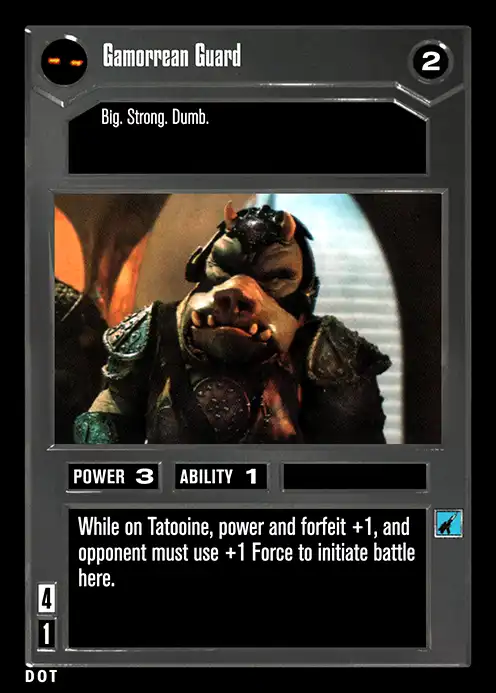 Gamorrean Guard
2
Big. Strong. Dumb.
POWER 3
ABILITY 1
While on Tatooine, power and forfeit +1, and
opponent must use +1 Force to initiate battle
here.
4
1
DOT